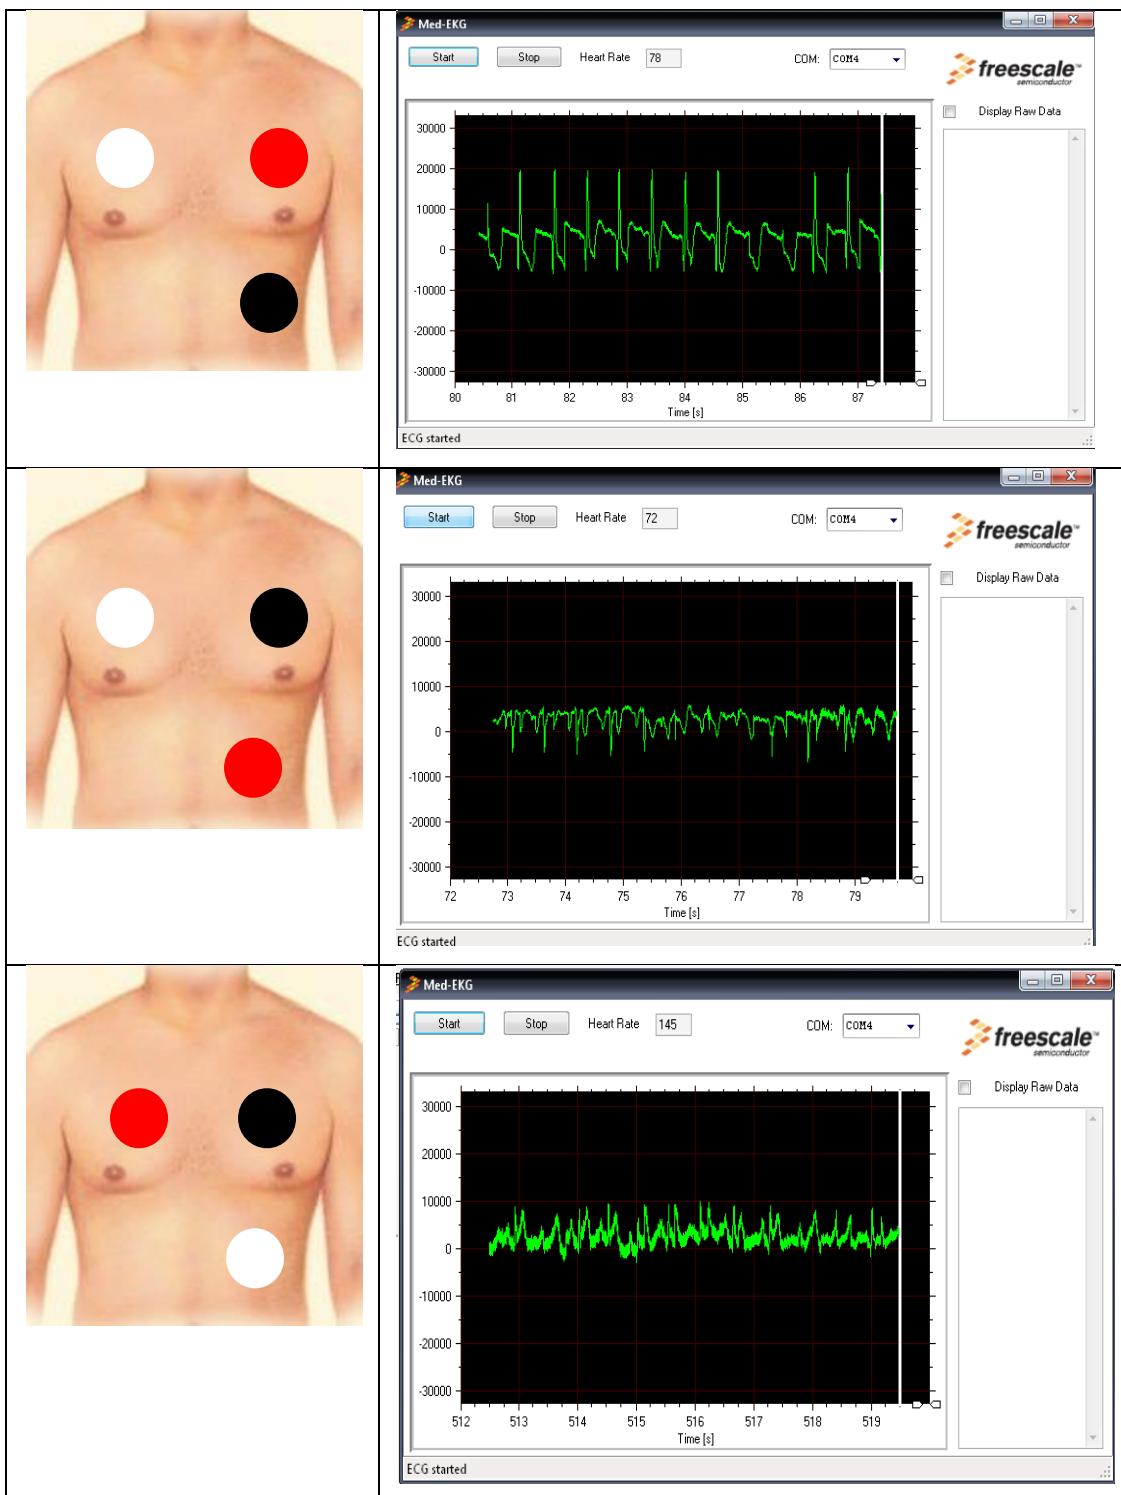 Med-EKG
Start Stop Heart Rate 78 COM: COM4
freescale™
semiconductor
Display Raw Data
30000
20000
10000
0
-10000
-20000
-30000
80 81 82 83 84 85 86 87
Time [s]
ECG started
Med-EKG
Start Stop Heart Rate 72 COM: COM4
freescale™
semiconductor
Display Raw Data
30000
20000
10000
0
-10000
-20000
-30000
72 73 74 75 76 77 78 79
Time [s]
ECG started
Med-EKG
Start Stop Heart Rate 145 COM: COM4
freescale™
semiconductor
Display Raw Data
30000
20000
10000
0
-10000
-20000
-30000
512 513 514 515 516 517 518 519
Time [s]
ECG started